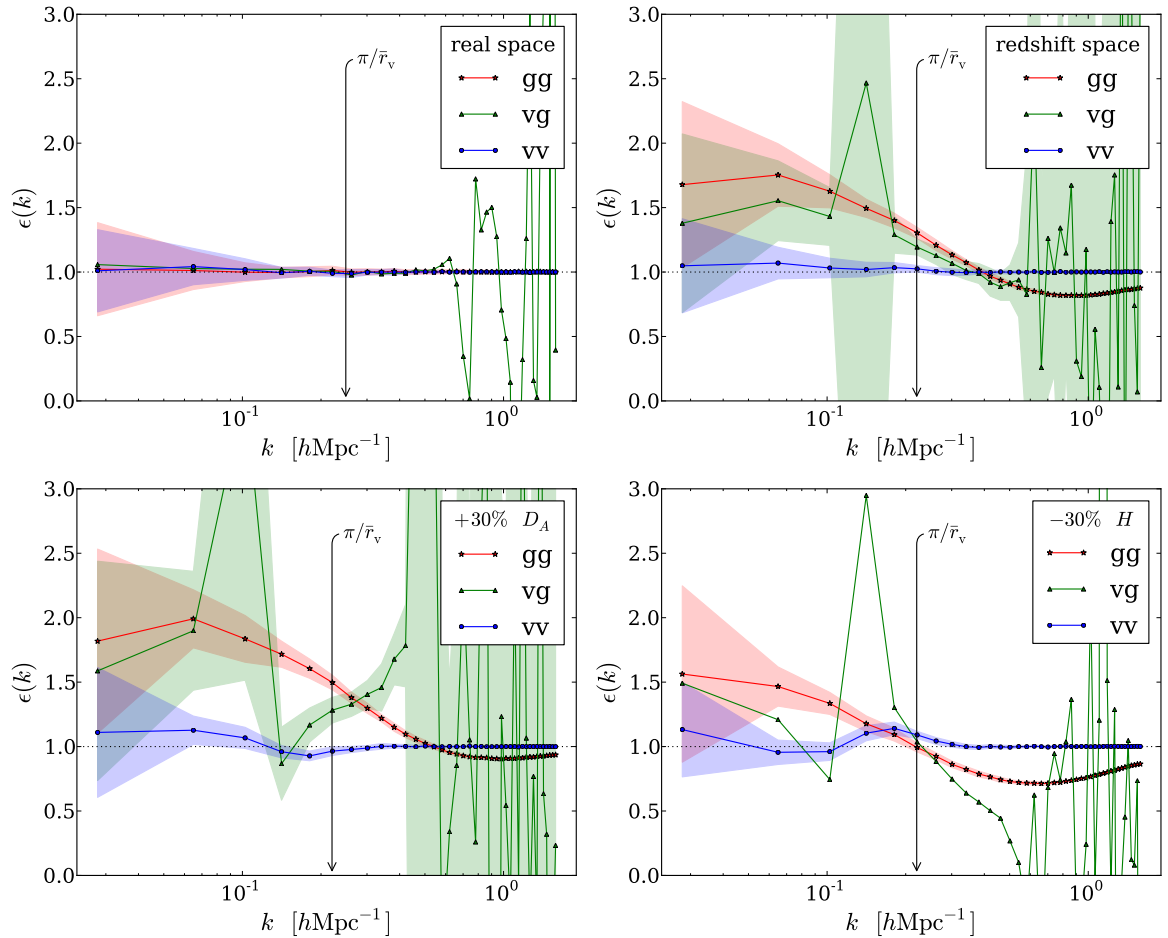 3.0
2.5
2.0
1.5
1.0
0.5
0.0
ϵ(k)
10⁻¹
10⁰
k [hMpc⁻¹]
π/r̄ᵥ
real space
gg
vg
vv
3.0
2.5
2.0
1.5
1.0
0.5
0.0
ϵ(k)
10⁻¹
10⁰
k [hMpc⁻¹]
π/r̄ᵥ
redshift space
gg
vg
vv
3.0
2.5
2.0
1.5
1.0
0.5
0.0
ϵ(k)
10⁻¹
10⁰
k [hMpc⁻¹]
π/r̄ᵥ
+30% D_A
gg
vg
vv
3.0
2.5
2.0
1.5
1.0
0.5
0.0
ϵ(k)
10⁻¹
10⁰
k [hMpc⁻¹]
π/r̄ᵥ
−30% H
gg
vg
vv